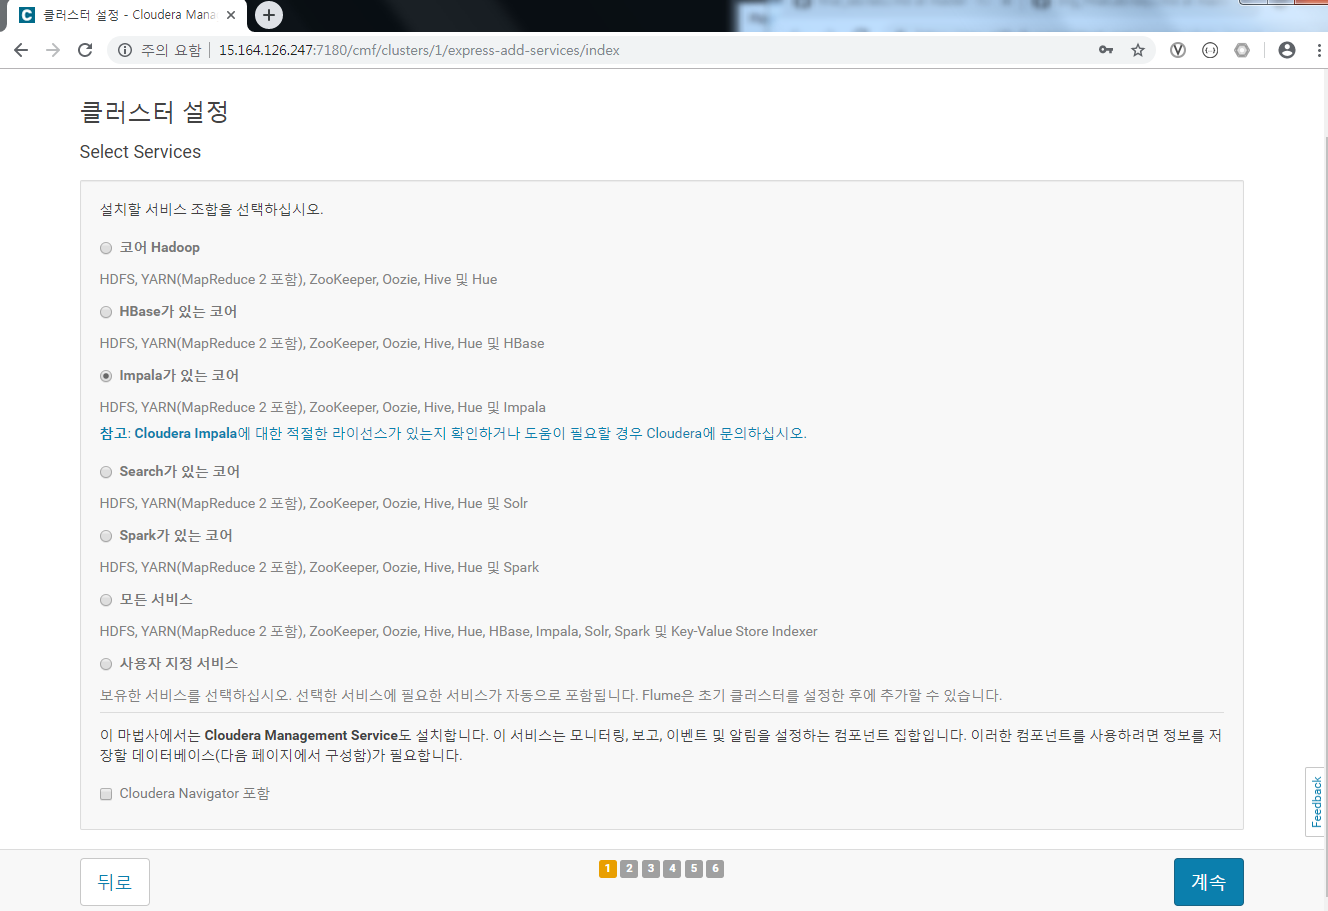 클러스터 설정 - Cloudera Mana
주의 요함 15.164.126.247:7180/cmf/clusters/1/express-add-services/index
클러스터 설정
Select Services
설치할 서비스 조합을 선택하십시오.
코어 Hadoop
HDFS, YARN(MapReduce 2 포함), ZooKeeper, Oozie, Hive 및 Hue
HBase가 있는 코어
HDFS, YARN(MapReduce 2 포함), ZooKeeper, Oozie, Hive, Hue 및 HBase
Impala가 있는 코어
HDFS, YARN(MapReduce 2 포함), ZooKeeper, Oozie, Hive, Hue 및 Impala
참고: Cloudera Impala에 대한 적절한 라이선스가 있는지 확인하거나 도움이 필요할 경우 Cloudera에 문의하십시오.
Search가 있는 코어
HDFS, YARN(MapReduce 2 포함), ZooKeeper, Oozie, Hive, Hue 및 Solr
Spark가 있는 코어
HDFS, YARN(MapReduce 2 포함), ZooKeeper, Oozie, Hive, Hue 및 Spark
모든 서비스
HDFS, YARN(MapReduce 2 포함), ZooKeeper, Oozie, Hive, Hue, HBase, Impala, Solr, Spark 및 Key-Value Store Indexer
사용자 지정 서비스
보유한 서비스를 선택하십시오. 선택한 서비스에 필요한 서비스가 자동으로 포함됩니다. Flume은 초기 클러스터를 설정한 후에 추가할 수 있습니다.
이 마법사에서는 Cloudera Management Service도 설치합니다. 이 서비스는 모니터링, 보고, 이벤트 및 알림을 설정하는 컴포넌트 집합입니다. 이러한 컴포넌트를 사용하려면 정보를 저
장할 데이터베이스(다음 페이지에서 구성함)가 필요합니다.
Cloudera Navigator 포함
Feedback
뒤로 1 2 3 4 5 6 계속